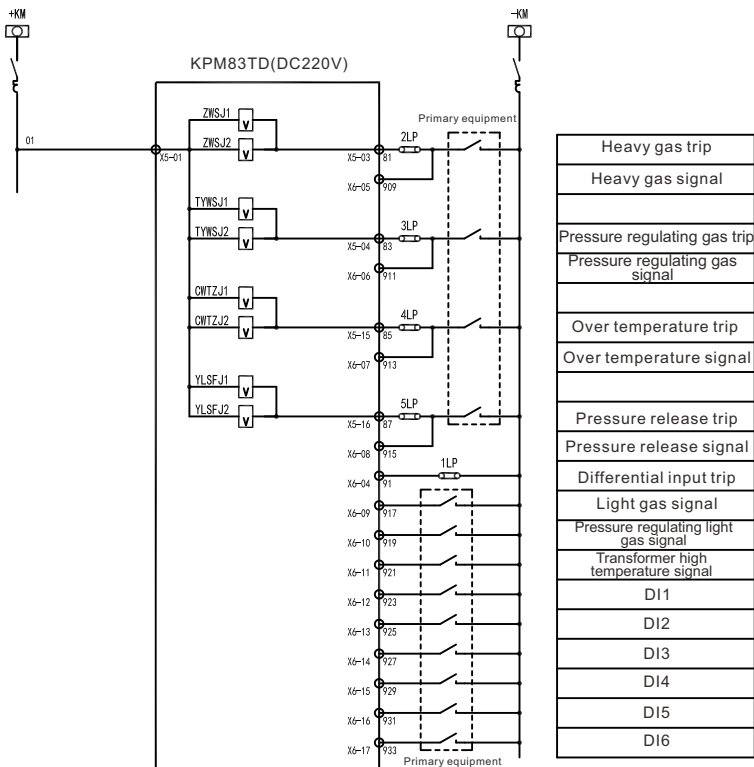 +KM
-KM
KPM83TD(DC220V)
01
X5-01
ZWSJ1
ZWSJ2
X5-03
81
2LP
Primary equipment
Heavy gas trip
X6-05
909
Heavy gas signal
TYWSJ1
TYWSJ2
X5-04
83
3LP
Pressure regulating gas trip
X6-06
911
Pressure regulating gas
signal
CWTZJ1
CWTZJ2
X5-15
85
4LP
Over temperature trip
X6-07
913
Over temperature signal
YLSFJ1
YLSFJ2
X5-16
87
5LP
Pressure release trip
X6-08
915
Pressure release signal
X6-04
91
1LP
Differential input trip
X6-09
917
Light gas signal
X6-10
919
Pressure regulating light
gas signal
X6-11
921
Transformer high
temperature signal
X6-12
923
DI1
X6-13
925
DI2
X6-14
927
DI3
X6-15
929
DI4
X6-16
931
DI5
X6-17
933
DI6
Primary equipment
V
V
V
V
V
V
V
V